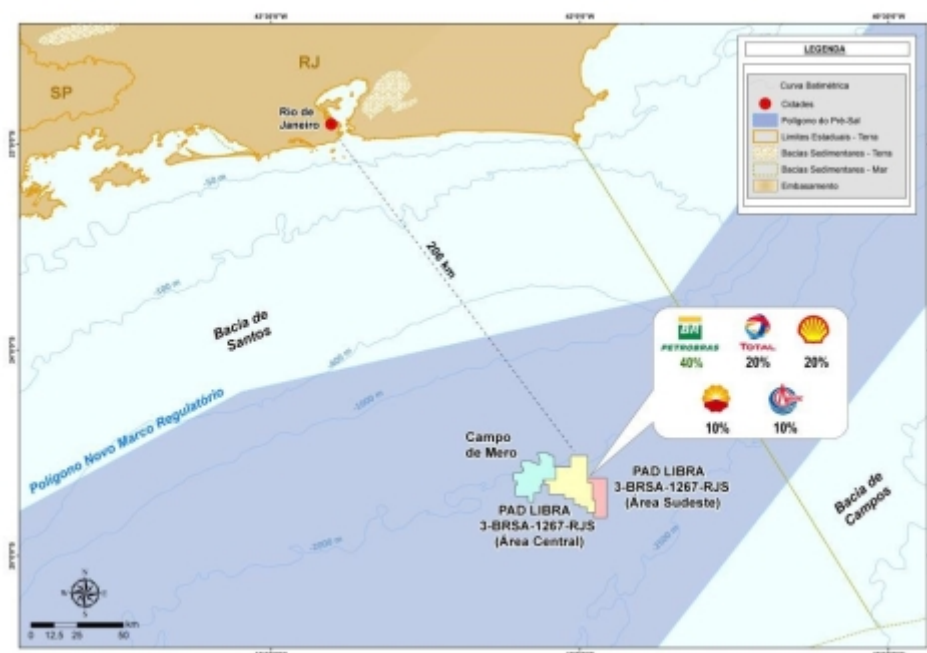 LEGENDA
Curva Batimétrica
Cidades
Polígono do Pré-Sal
Limites Estaduais - Terra
Bacias Sedimentares - Terra
Bacias Sedimentares - Mar
Embasamento
SP
RJ
Rio de
Janeiro
-50 m
-100 m
206 km
Bacia de
Santos
-400 m
-1000 m
Polígono Novo Marco Regulatório
BR
PETROBRAS
TOTAL
40%
20%
20%
10%
10%
Campo
de Mero
PAD LIBRA
3-BRSA-1267-RJS
(Área Sudeste)
PAD LIBRA
3-BRSA-1267-RJS
(Área Central)
-2000 m
Bacia de
Campos
N
S
km
0 12,5 25 50